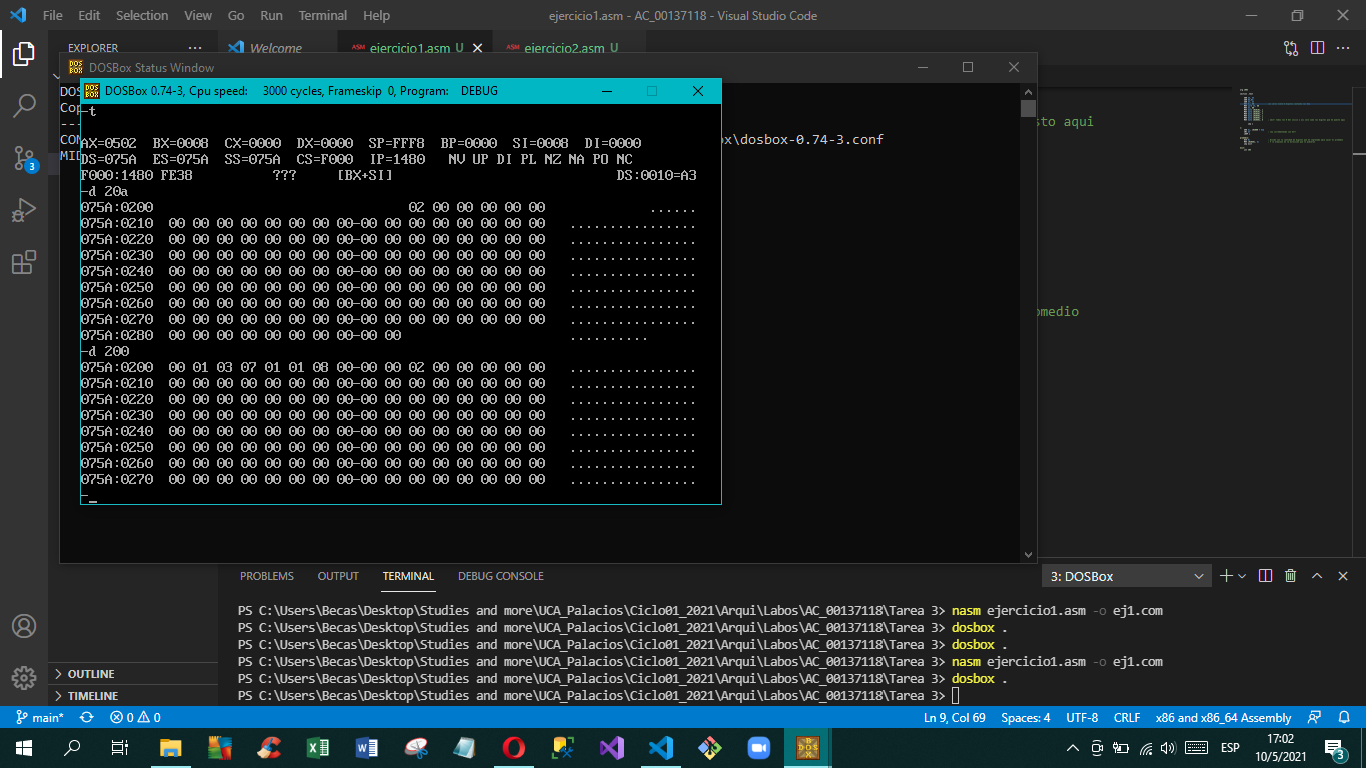 File Edit Selection View Go Run Terminal Help ejercicio1.asm - AC_00137118 - Visual Studio Code
EXPLORER ... Welcome ASM ejercicio1.asm U ASM ejercicio2.asm U
DOSBox Status Window
DOSBox 0.74-3, Cpu speed: 3000 cycles, Frameskip 0, Program: DEBUG
DOS
Cop
---
CON
MID
ox\dosbox-0.74-3.conf
sto aqui
omedio
-t
AX=0502 BX=0008 CX=0000 DX=0000 SP=FFF8 BP=0000 SI=0008 DI=0000
DS=075A ES=075A SS=075A CS=F000 IP=1480 NV UP DI PL NZ NA PO NC
F000:1480 FE38 ??? [BX+SI] DS:0010=A3
-d 20a
075A:0200 02 00 00 00 00 00 ......
075A:0210 00 00 00 00 00 00 00 00-00 00 00 00 00 00 00 00 ................
075A:0220 00 00 00 00 00 00 00 00-00 00 00 00 00 00 00 00 ................
075A:0230 00 00 00 00 00 00 00 00-00 00 00 00 00 00 00 00 ................
075A:0240 00 00 00 00 00 00 00 00-00 00 00 00 00 00 00 00 ................
075A:0250 00 00 00 00 00 00 00 00-00 00 00 00 00 00 00 00 ................
075A:0260 00 00 00 00 00 00 00 00-00 00 00 00 00 00 00 00 ................
075A:0270 00 00 00 00 00 00 00 00-00 00 00 00 00 00 00 00 ................
075A:0280 00 00 00 00 00 00 00 00-00 00 ..........
-d 200
075A:0200 00 01 03 07 01 01 08 00-00 00 02 00 00 00 00 00 ................
075A:0210 00 00 00 00 00 00 00 00-00 00 00 00 00 00 00 00 ................
075A:0220 00 00 00 00 00 00 00 00-00 00 00 00 00 00 00 00 ................
075A:0230 00 00 00 00 00 00 00 00-00 00 00 00 00 00 00 00 ................
075A:0240 00 00 00 00 00 00 00 00-00 00 00 00 00 00 00 00 ................
075A:0250 00 00 00 00 00 00 00 00-00 00 00 00 00 00 00 00 ................
075A:0260 00 00 00 00 00 00 00 00-00 00 00 00 00 00 00 00 ................
075A:0270 00 00 00 00 00 00 00 00-00 00 00 00 00 00 00 00 ................
-_
3
PROBLEMS OUTPUT TERMINAL DEBUG CONSOLE 3: DOSBox
PS C:\Users\Becas\Desktop\Studies and more\UCA_Palacios\Ciclo01_2021\Arqui\Labos\AC_00137118\Tarea 3> nasm ejercicio1.asm -o ej1.com
PS C:\Users\Becas\Desktop\Studies and more\UCA_Palacios\Ciclo01_2021\Arqui\Labos\AC_00137118\Tarea 3> dosbox .
PS C:\Users\Becas\Desktop\Studies and more\UCA_Palacios\Ciclo01_2021\Arqui\Labos\AC_00137118\Tarea 3> dosbox .
PS C:\Users\Becas\Desktop\Studies and more\UCA_Palacios\Ciclo01_2021\Arqui\Labos\AC_00137118\Tarea 3> nasm ejercicio1.asm -o ej1.com
PS C:\Users\Becas\Desktop\Studies and more\UCA_Palacios\Ciclo01_2021\Arqui\Labos\AC_00137118\Tarea 3> dosbox .
PS C:\Users\Becas\Desktop\Studies and more\UCA_Palacios\Ciclo01_2021\Arqui\Labos\AC_00137118\Tarea 3>
OUTLINE
TIMELINE
main* 0 0 Ln 9, Col 69 Spaces: 4 UTF-8 CRLF x86 and x86_64 Assembly
ESP 17:02
10/5/2021 3